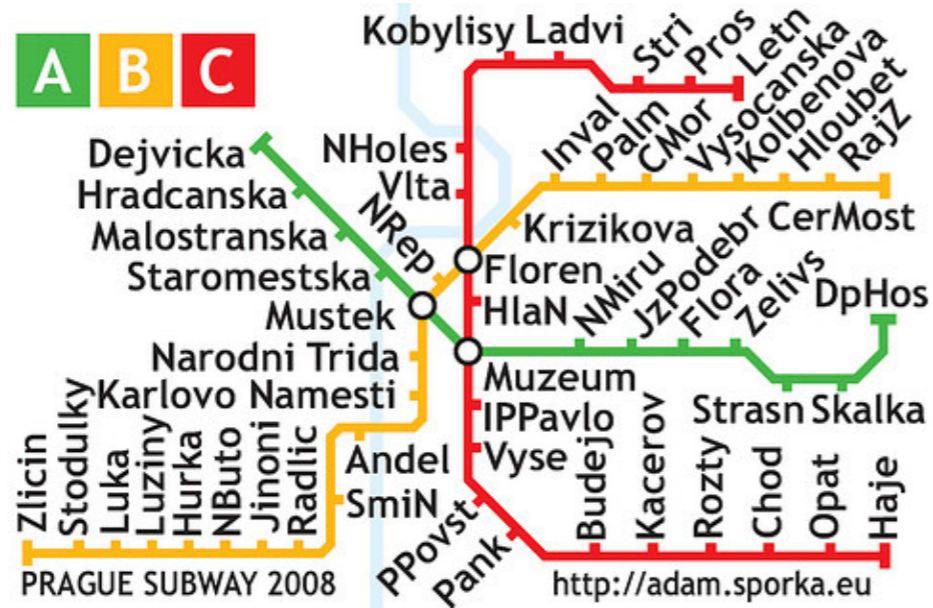 A B C
Kobylisy Ladvi
Stri
Pros
Letn
NHoles
Vlta
Inval
Palm
CMor
Vysocanska
Kolbenova
Hloubet
RajZ
CerMost
Dejvicka
Hradcanska
Malostranska
Staromestska
Mustek
NRep
Krizikova
Floren
HlaN
NMiru
JzPodebr
Flora
Zelivs
DpHos
Strasn Skalka
Muzeum
IPPavlo
Vyse
Narodni Trida
Karlovo Namesti
Andel
SmiN
Zlicin
Stodulky
Luka
Luziny
Hurka
NButo
Jinoni
Radlic
PPovst
Pank
Budej
Kacerov
Rozty
Chod
Opat
Haje
PRAGUE SUBWAY 2008
http://adam.sporka.eu